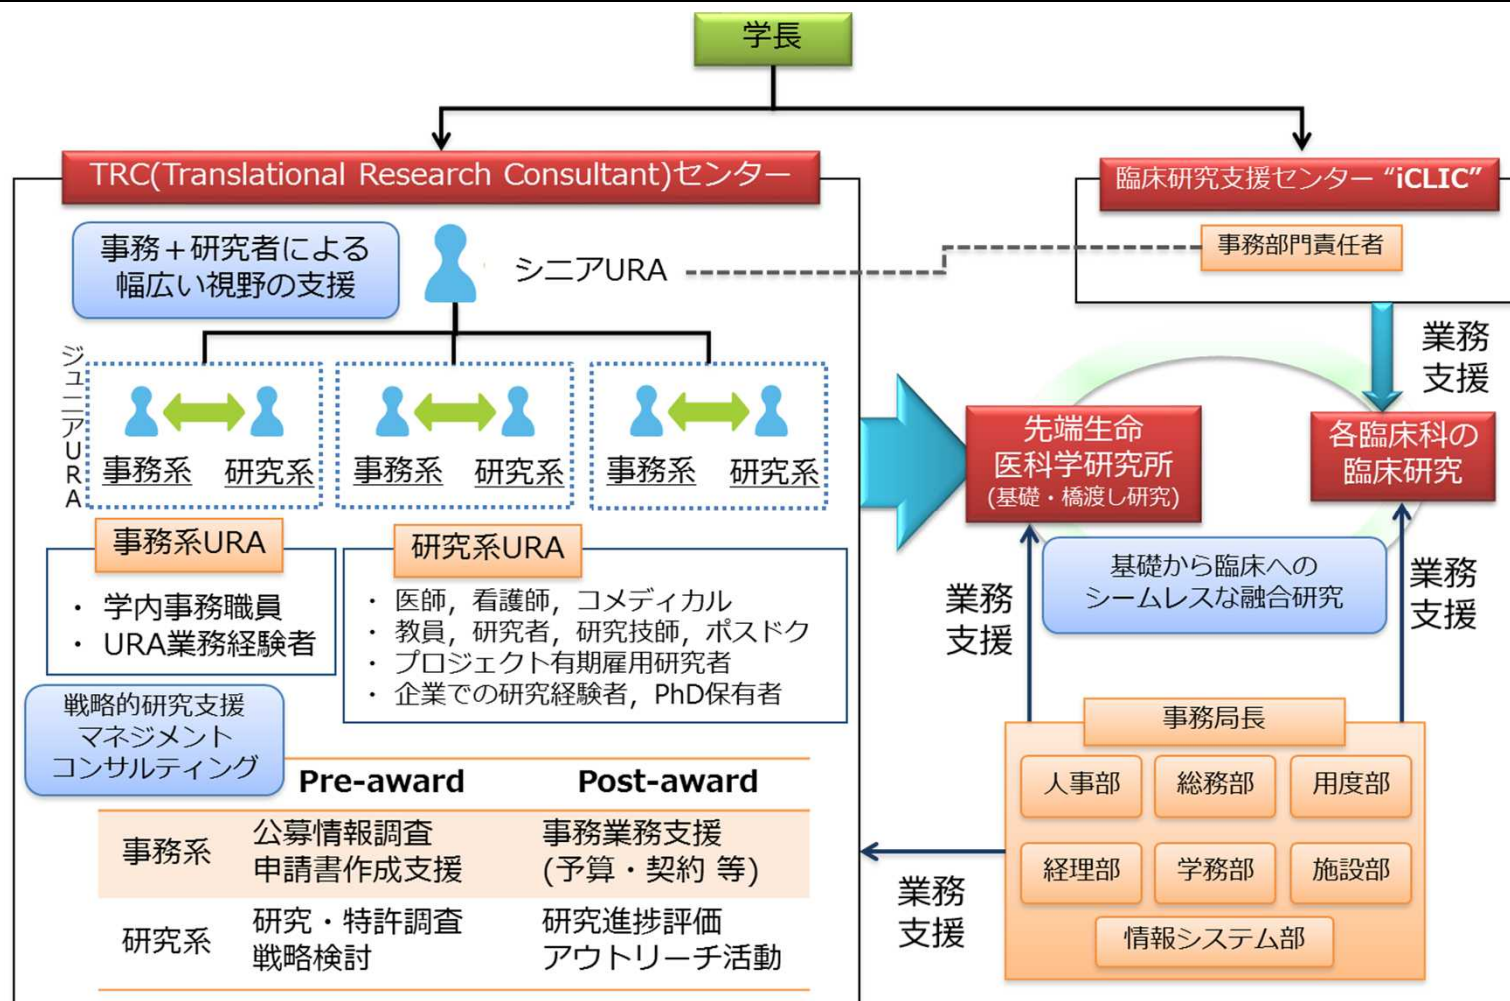 学長
TRC(Translational Research Consultant)センター
事務＋研究者による
幅広い視野の支援
シニアURA
ジュニアURA
事務系 研究系
事務系 研究系
事務系 研究系
事務系URA
・ 学内事務職員
・ URA業務経験者
研究系URA
・ 医師，看護師，コメディカル
・ 教員，研究者，研究技師，ポスドク
・ プロジェクト有期雇用研究者
・ 企業での研究経験者，PhD保有者
戦略的研究支援
マネジメント
コンサルティング
Pre-award Post-award
事務系
公募情報調査
申請書作成支援
事務業務支援
(予算・契約 等)
研究系
研究・特許調査
戦略検討
研究進捗評価
アウトリーチ活動
臨床研究支援センター “iCLIC”
事務部門責任者
業務
支援
先端生命
医科学研究所
(基礎・橋渡し研究)
各臨床科の
臨床研究
基礎から臨床への
シームレスな融合研究
業務
支援
業務
支援
事務局長
人事部 総務部 用度部
経理部 学務部 施設部
情報システム部
業務
支援